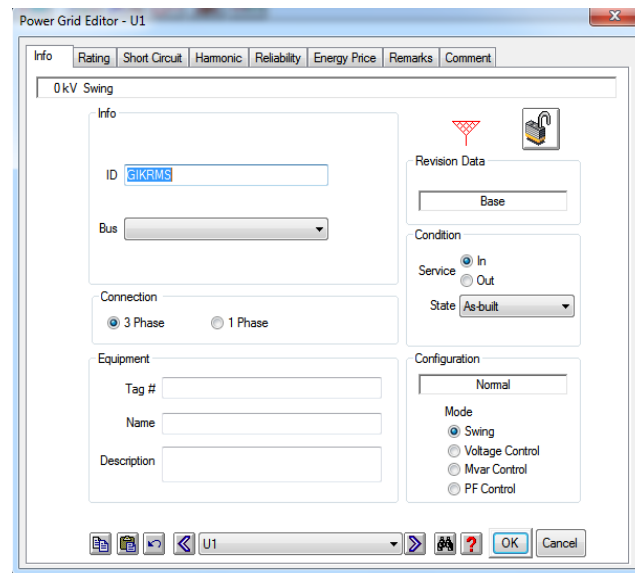 Power Grid Editor - U1
Info Rating Short Circuit Harmonic Reliability Energy Price Remarks Comment
0 kV Swing
Info
ID GIKRMS
Bus
Revision Data
Base
Condition
Service In
Out
State As-built
Connection
3 Phase 1 Phase
Equipment
Tag #
Name
Description
Configuration
Normal
Mode
Swing
Voltage Control
Mvar Control
PF Control
U1 ? OK Cancel